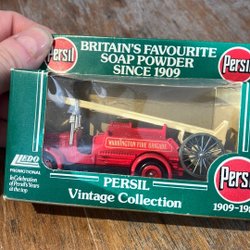 Persil
BRITAIN'S FAVOURITE
SOAP POWDER
SINCE 1909
Persil
WARRINGTON FIRE BRIGADE
LLEDO
PROMOTIONAL
In Celebration
of Persil's Years
at the top
PERSIL
Vintage Collection
Persil
1909-198